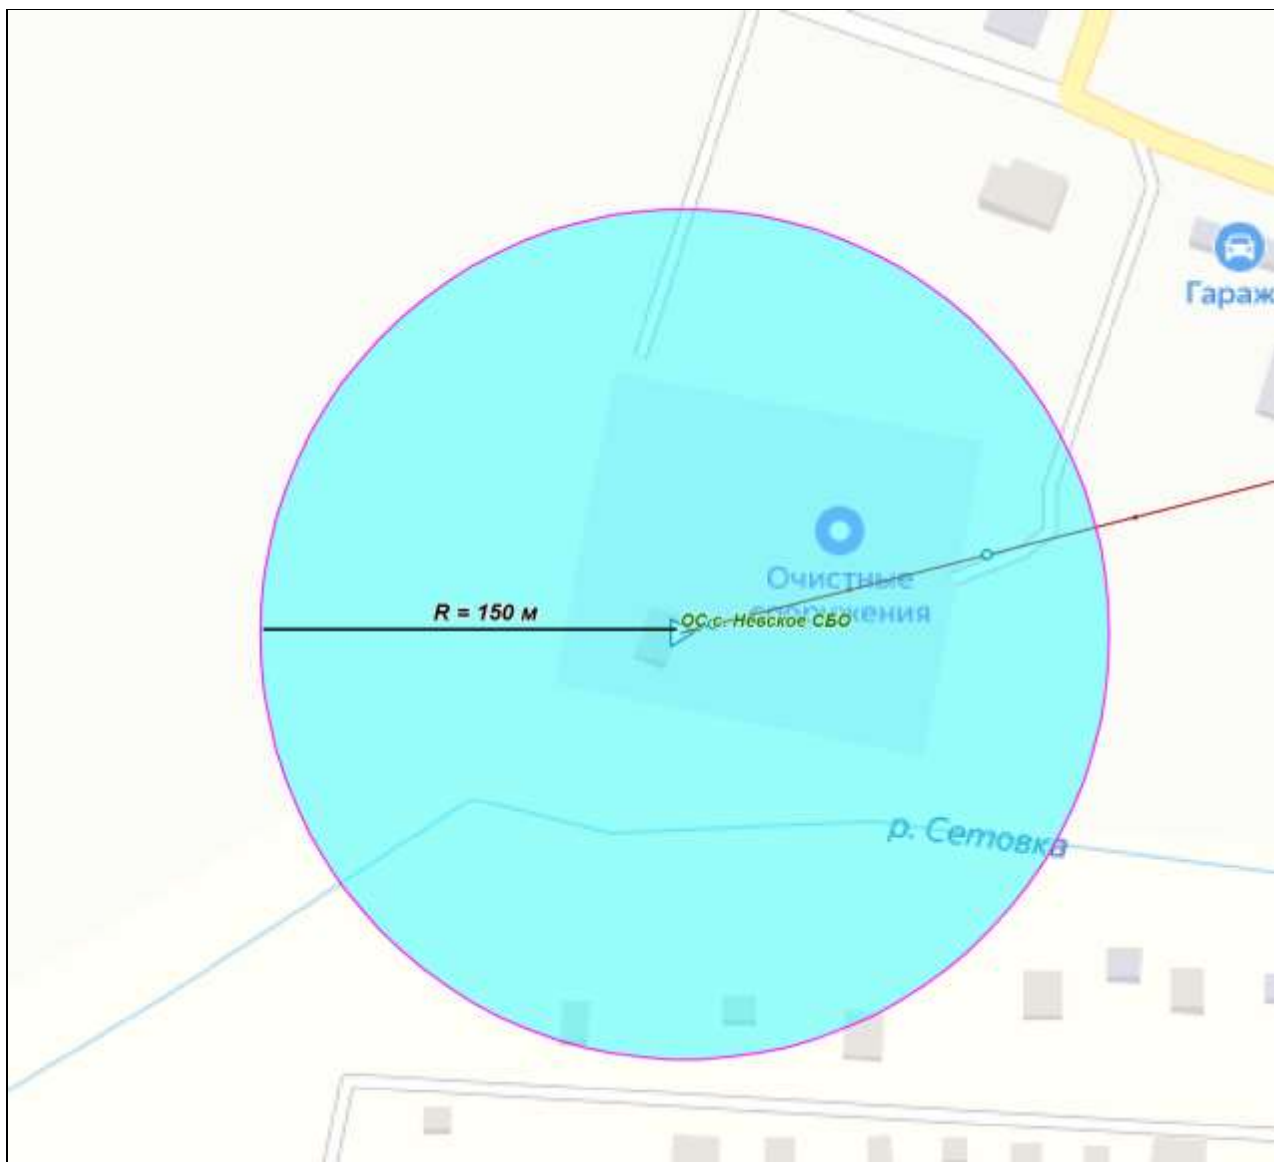 Гараж
Очистные
сооружения
R = 150 м
ОС с. Невское СБО
р. Сетовка